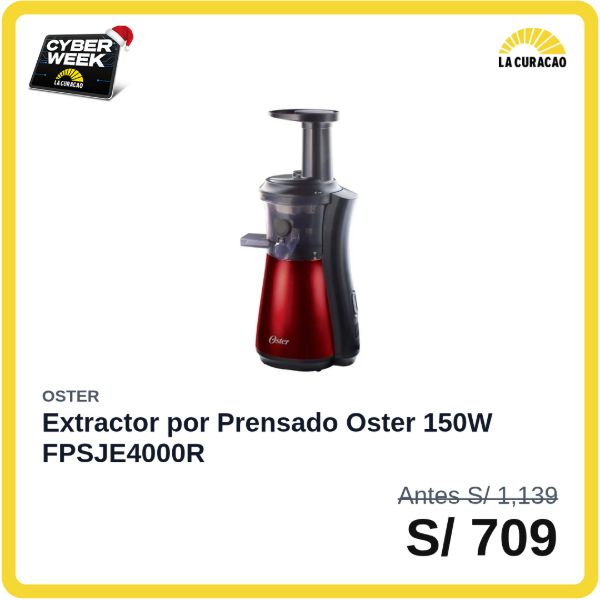 CYBER
WEEK
LA CURACAO
LA CURACAO
Oster
OSTER
Extractor por Prensado Oster 150W
FPSJE4000R
Antes S/ 1,139
S/ 709